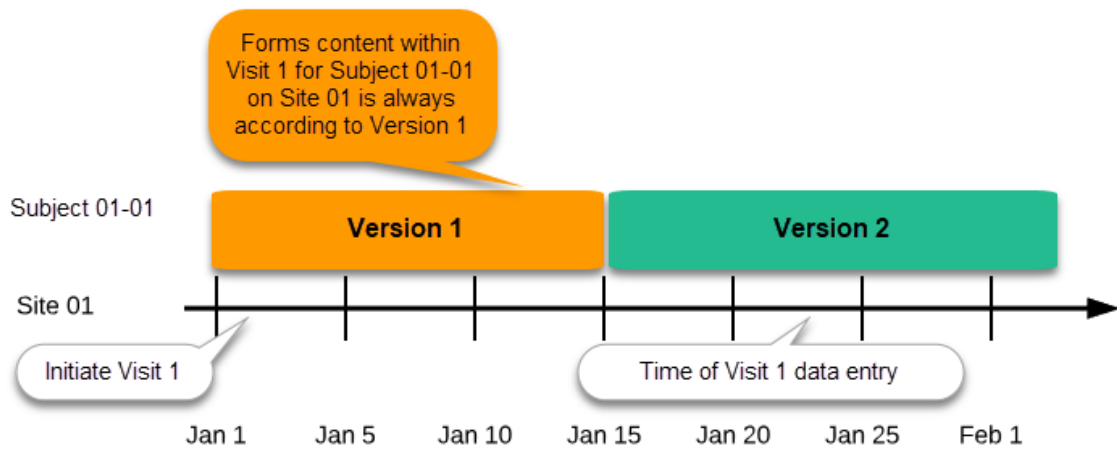 Forms content within
Visit 1 for Subject 01-01
on Site 01 is always
according to Version 1
Subject 01-01
Version 1
Version 2
Site 01
Initiate Visit 1
Time of Visit 1 data entry
Jan 1
Jan 5
Jan 10
Jan 15
Jan 20
Jan 25
Feb 1